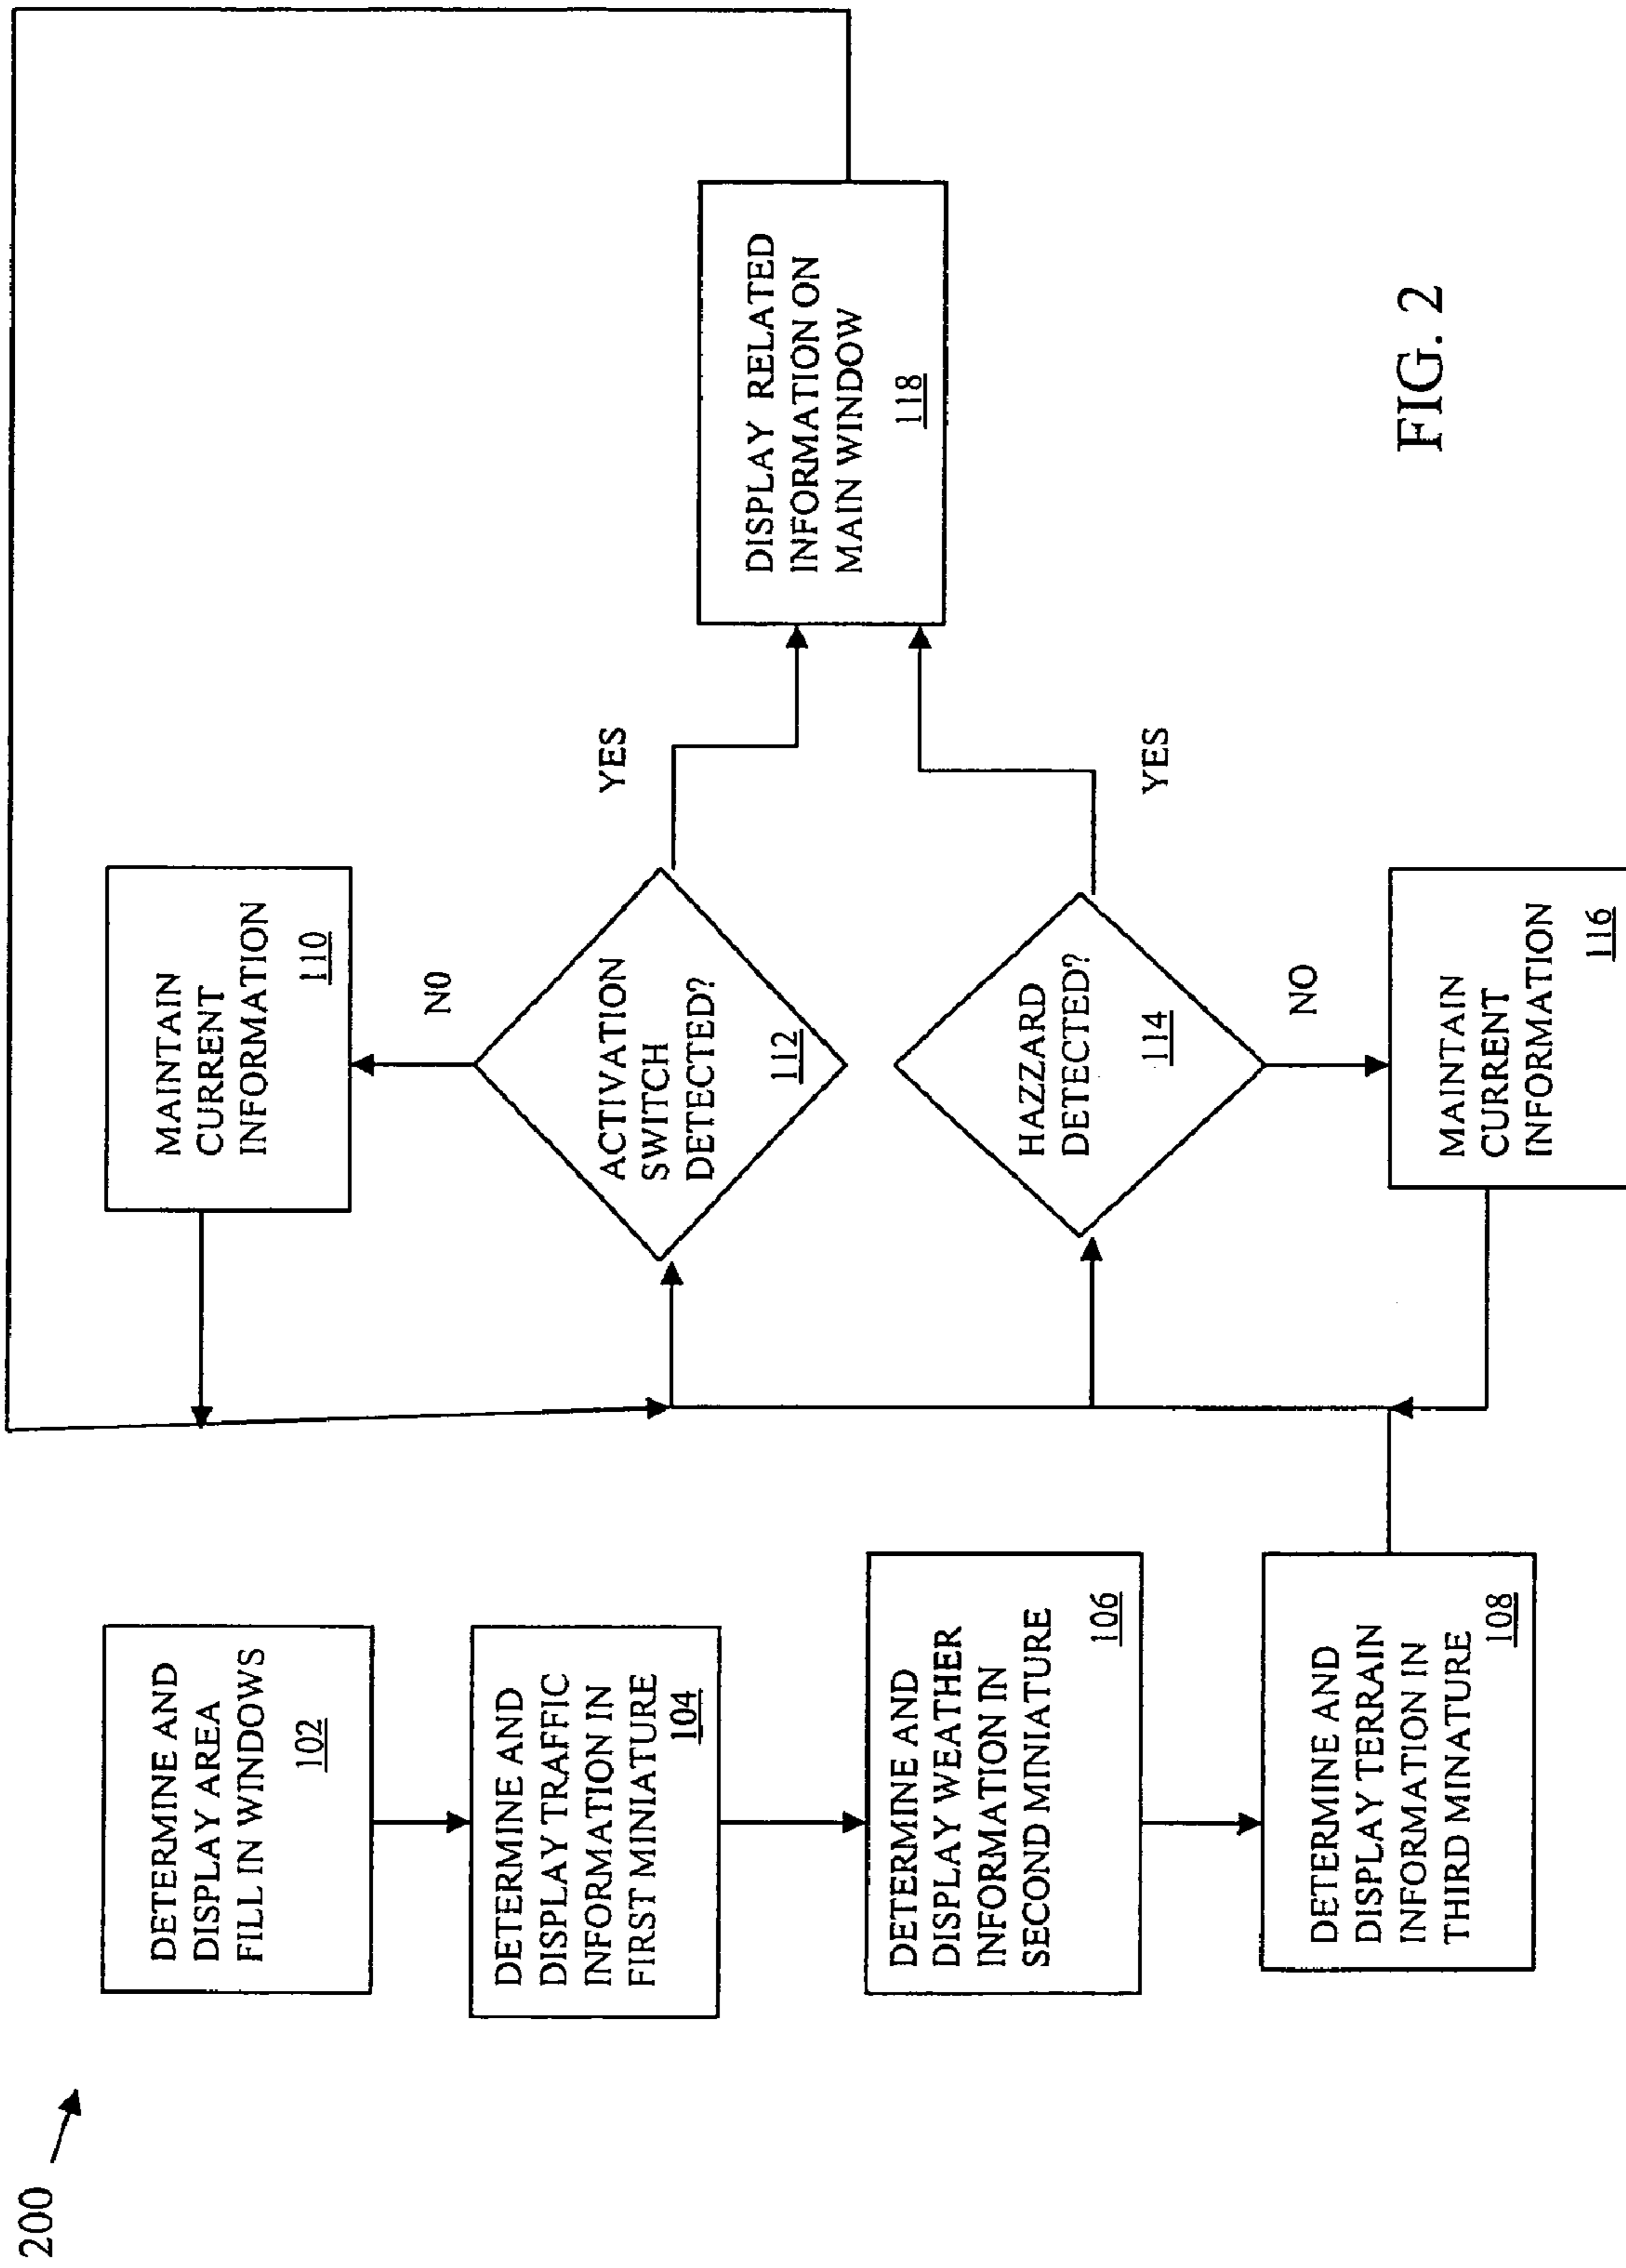 200
DETERMINE AND
DISPLAY AREA
FILL IN WINDOWS
102
DETERMINE AND
DISPLAY TRAFFIC
INFORMATION IN
FIRST MINIATURE
104
DETERMINE AND
DISPLAY WEATHER
INFORMATION IN
SECOND MINIATURE
106
DETERMINE AND
DISPLAY TERRAIN
INFORMATION IN
THIRD MINATURE
108
MAINTAIN
CURRENT
INFORMATION
110
N0
ACTIVATION
SWITCH
DETECTED?
112
YES
HAZZARD
DETECTED?
114
YES
NO
MAINTAIN
CURRENT
INFORMATION
116
DISPLAY RELATED
INFORMATION ON
MAIN WINDOW
118
FIG. 2